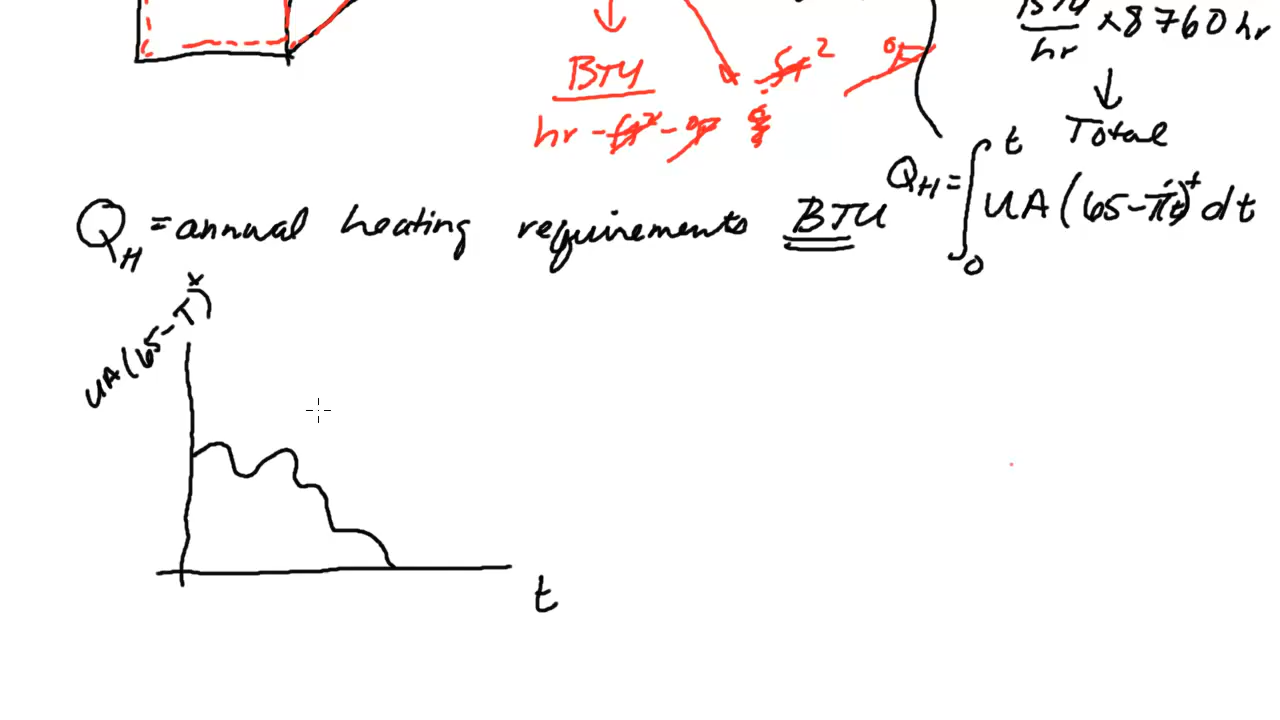 BTU
hr
× 8760 hr
↓
Total
↓
BTU
hr - ft² - °F
ft²
Q_H = annual heating requirements BTU
Q_H = ∫₀ᵗ UA(65 - T(t))⁺ dt
UA(65 - T)⁺
t